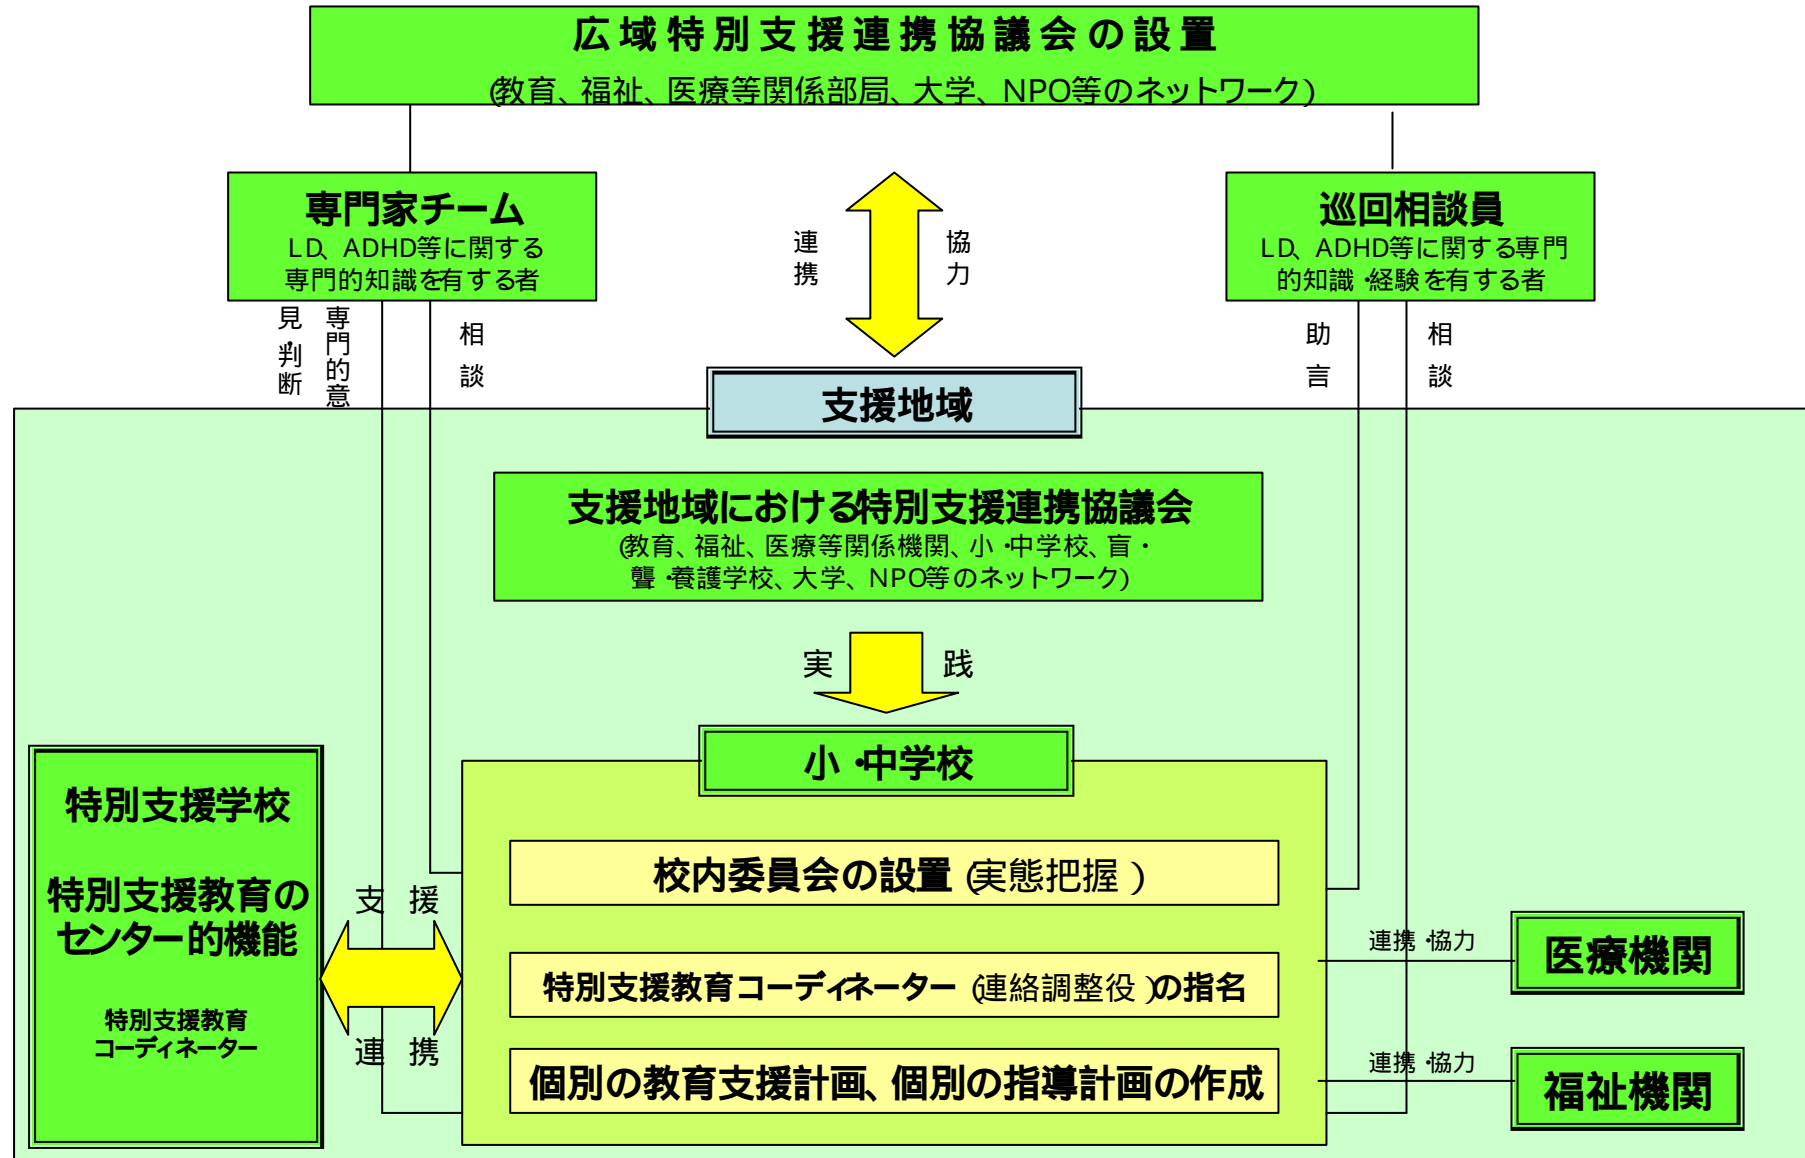 広域特別支援連携協議会の設置
(教育、福祉、医療等関係部局、大学、NPO等のネットワーク)
専門家チーム
LD、ADHD等に関する
専門的知識を有する者
連携
協力
巡回相談員
LD、ADHD等に関する専門
的知識・経験を有する者
専門的意
見・判断
相談
助言
相談
支援地域
支援地域における特別支援連携協議会
(教育、福祉、医療等関係機関、小・中学校、盲・
聾・養護学校、大学、NPO等のネットワーク)
実践
小・中学校
特別支援学校
特別支援教育の
センター的機能
特別支援教育
コーディネーター
支援
連携
校内委員会の設置(実態把握)
特別支援教育コーディネーター(連絡調整役)の指名
個別の教育支援計画、個別の指導計画の作成
連携・協力
医療機関
連携・協力
福祉機関